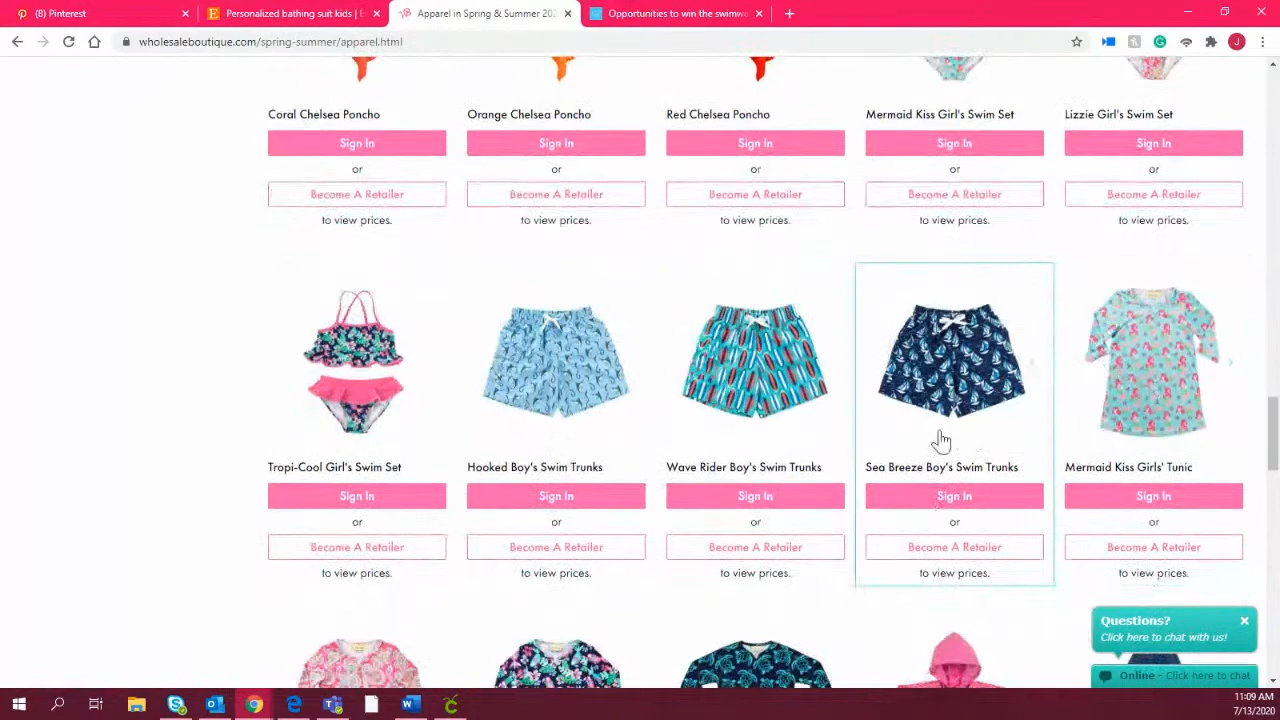 (8) Pinterest
Personalized bathing suit kids | E
Apparel in Spring & Summer 202
Opportunities to win the swimwe
wholesaleboutique.com/spring-summer/apparel.html
J
Coral Chelsea Poncho
Orange Chelsea Poncho
Red Chelsea Poncho
Mermaid Kiss Girl's Swim Set
Lizzie Girl's Swim Set
Sign In
Sign In
Sign In
Sign In
Sign In
or
or
or
or
or
Become A Retailer
Become A Retailer
Become A Retailer
Become A Retailer
Become A Retailer
to view prices.
to view prices.
to view prices.
to view prices.
to view prices.
Tropi-Cool Girl's Swim Set
Hooked Boy's Swim Trunks
Wave Rider Boy's Swim Trunks
Sea Breeze Boy's Swim Trunks
Mermaid Kiss Girls' Tunic
Sign In
Sign In
Sign In
Sign In
Sign In
or
or
or
or
or
Become A Retailer
Become A Retailer
Become A Retailer
Become A Retailer
Become A Retailer
to view prices.
to view prices.
to view prices.
to view prices.
to view prices.
Questions?
Click here to chat with us!
Online - Click here to chat
11:09 AM
7/13/2020